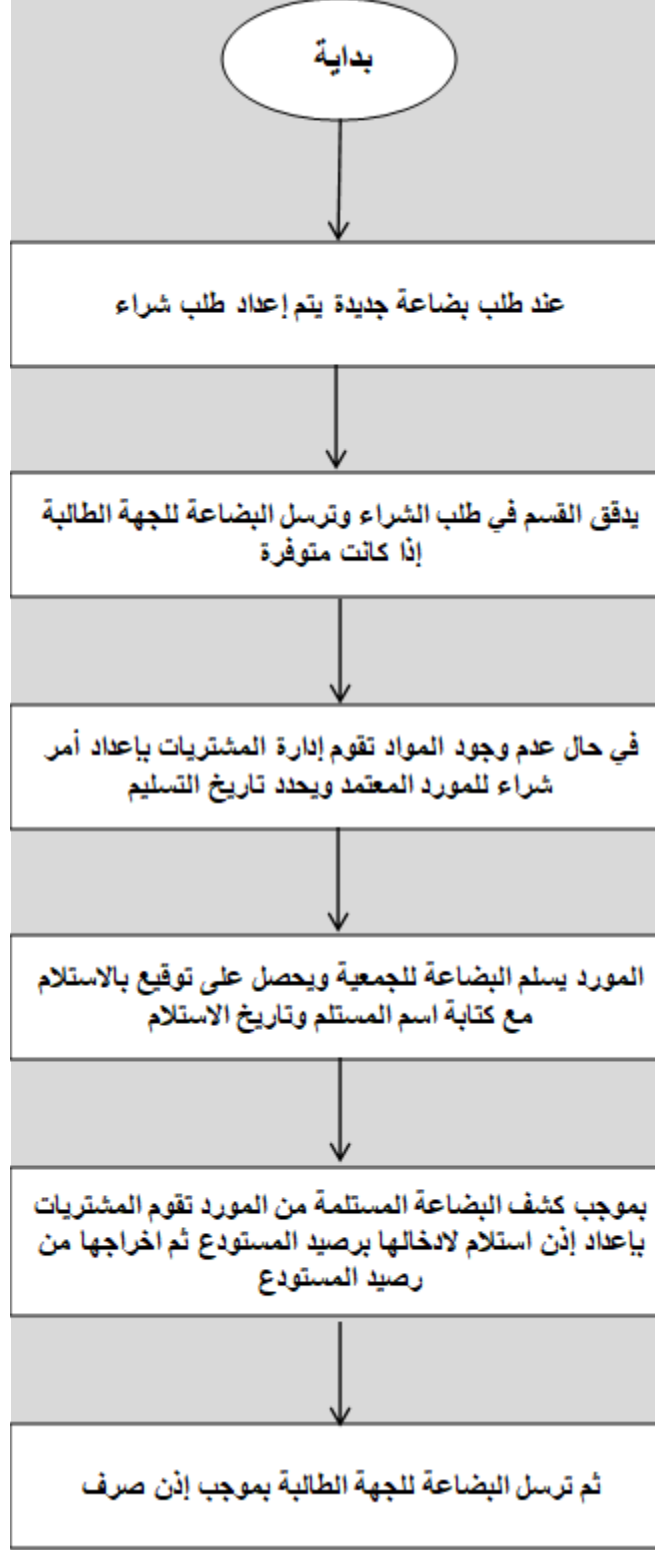 بداية
عند طلب بضاعة جديدة يتم إعداد طلب شراء
يدقق القسم في طلب الشراء وترسل البضاعة للجهة الطالبة
إذا كانت متوفرة
في حال عدم وجود المواد تقوم إدارة المشتريات بإعداد أمر
شراء للمورد المعتمد ويحدد تاريخ التسليم
المورد يسلم البضاعة للجمعية ويحصل على توقيع بالاستلام
مع كتابة اسم المستلم وتاريخ الاستلام
بموجب كشف البضاعة المستلمة من المورد تقوم المشتريات
بإعداد إذن استلام لادخالها برصيد المستودع ثم اخراجها من
رصيد المستودع
ثم ترسل البضاعة للجهة الطالبة بموجب إذن صرف